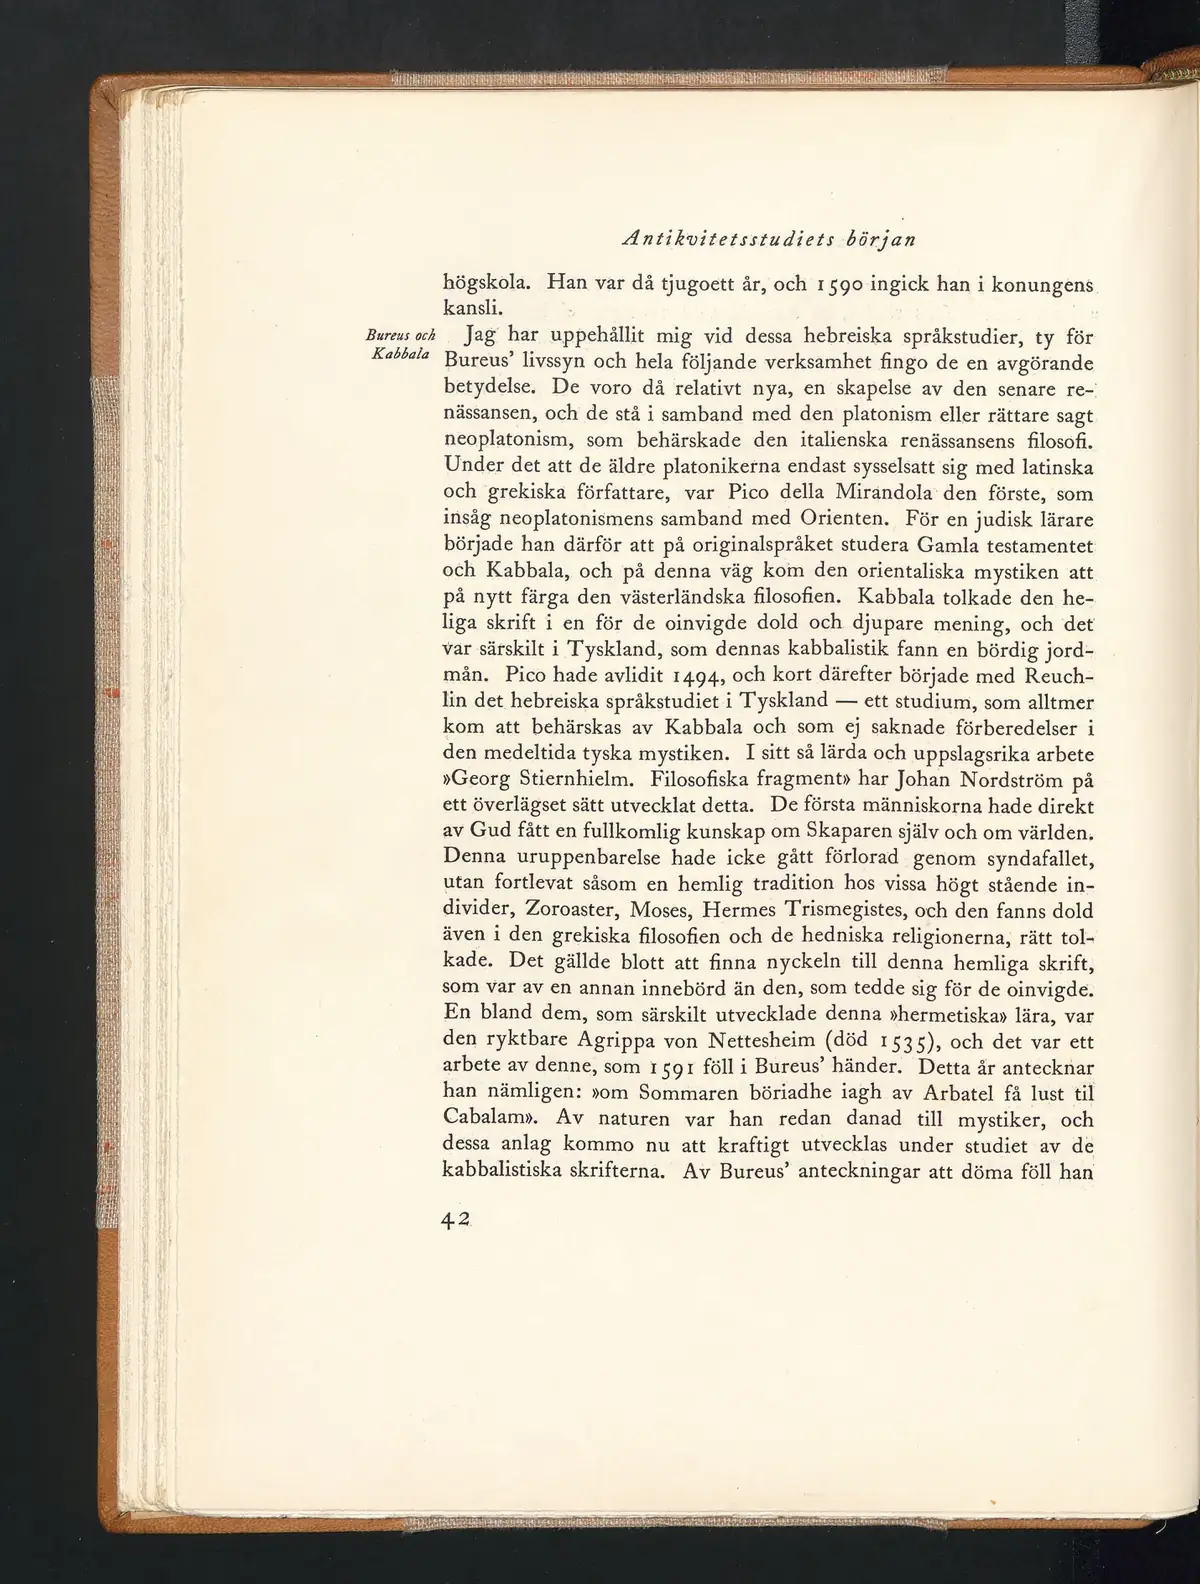 Antikvitetsstudiets början
högskola. Han var då tjugoett år, och 1590 ingick han i konungens
kansli.
Bureus och
Kabbala
Jag har uppehållit mig vid dessa hebreiska språkstudier, ty för
Bureus’ livssyn och hela följande verksamhet fingo de en avgörande
betydelse. De voro då relativt nya, en skapelse av den senare re-
nässansen, och de stå i samband med den platonism eller rättare sagt
neoplatonism, som behärskade den italienska renässansens filosofi.
Under det att de äldre platonikerna endast sysselsatt sig med latinska
och grekiska författare, var Pico della Mirandola den förste, som
insåg neoplatonismens samband med Orienten. För en judisk lärare
började han därför att på originalspråket studera Gamla testamentet
och Kabbala, och på denna väg kom den orientaliska mystiken att
på nytt färga den västerländska filosofien. Kabbala tolkade den he-
liga skrift i en för de oinvigde dold och djupare mening, och det
var särskilt i Tyskland, som dennas kabbalistik fann en bördig jord-
mån. Pico hade avlidit 1494, och kort därefter började med Reuch-
lin det hebreiska språkstudiet i Tyskland — ett studium, som alltmer
kom att behärskas av Kabbala och som ej saknade förberedelser i
den medeltida tyska mystiken. I sitt så lärda och uppslagsrika arbete
»Georg Stiernhielm. Filosofiska fragment» har Johan Nordström på
ett överlägset sätt utvecklat detta. De första människorna hade direkt
av Gud fått en fullkomlig kunskap om Skaparen själv och om världen.
Denna uruppenbarelse hade icke gått förlorad genom syndafallet,
utan fortlevat såsom en hemlig tradition hos vissa högt stående in-
divider, Zoroaster, Moses, Hermes Trismegistes, och den fanns dold
även i den grekiska filosofien och de hedniska religionerna, rätt tol-
kade. Det gällde blott att finna nyckeln till denna hemliga skrift,
som var av en annan innebörd än den, som tedde sig för de oinvigde.
En bland dem, som särskilt utvecklade denna »hermetiska» lära, var
den ryktbare Agrippa von Nettesheim (död 1535), och det var ett
arbete av denne, som 1591 föll i Bureus’ händer. Detta år antecknar
han nämligen: »om Sommaren böriadhe iagh av Arbatel få lust til
Cabalam». Av naturen var han redan danad till mystiker, och
dessa anlag kommo nu att kraftigt utvecklas under studiet av de
kabbalistiska skrifterna. Av Bureus’ anteckningar att döma föll han
42